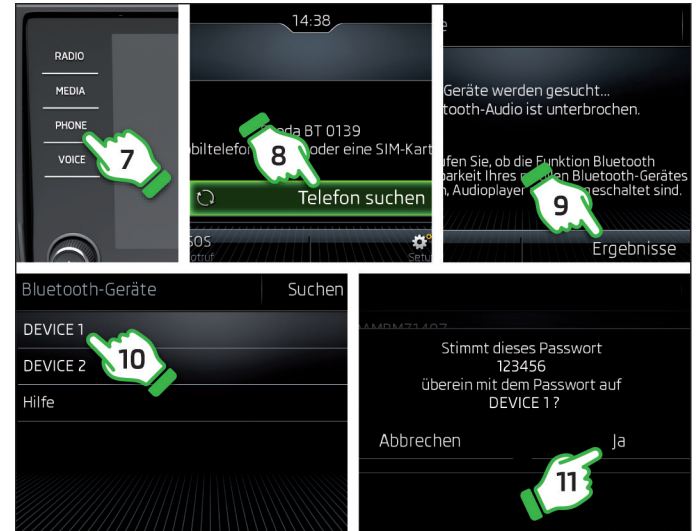 RADIO
MEDIA
PHONE
VOICE
7
14:38
da BT 0139
oder eine SIM-Kart
8
Telefon suchen
SOS
otruf
Setu
e
Geräte werden gesucht...
tooth-Audio ist unterbrochen.
fen Sie, ob die Funktion Bluetooth
barkeit Ihres Bluetooth-Gerätes
, Audioplayer geschaltet sind.
9
Ergebnisse
Bluetooth-Geräte Suchen
DEVICE 1
DEVICE 2
Hilfe
10
Stimmt dieses Passwort
123456
überein mit dem Passwort auf
DEVICE 1?
Abbrechen Ja
11